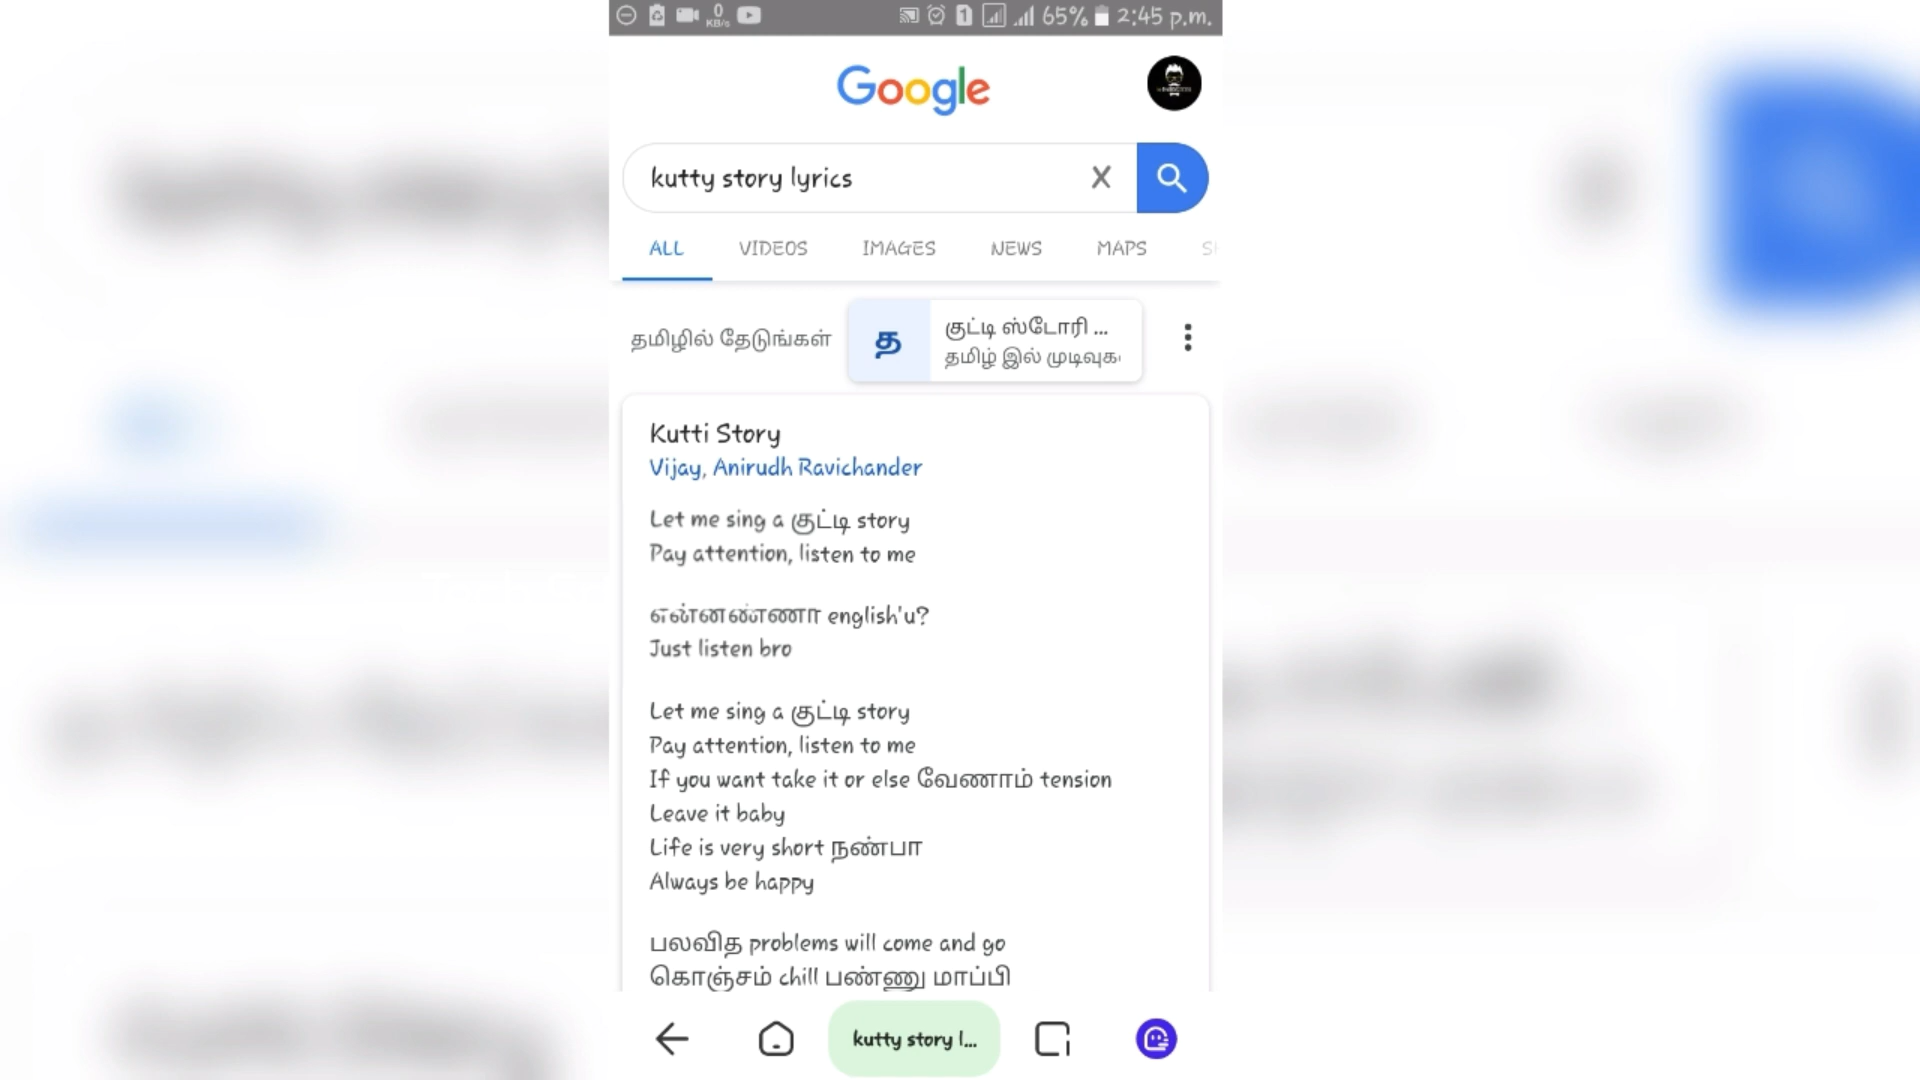 0
KB/s
1
65%
2:45 p.m.
Google
kutty story lyrics
X
ALL VIDEOS IMAGES NEWS MAPS
தமிழில் தேடுங்கள்
த
குட்டி ஸ்டோரி ...
தமிழ் இல் முடிவுக
Kutti Story
Vijay, Anirudh Ravichander
Let me sing a குட்டி story
Pay attention, listen to me
என்னண்ணா english'u?
Just listen bro
Let me sing a குட்டி story
Pay attention, listen to me
If you want take it or else வேணாம் tension
Leave it baby
Life is very short நண்பா
Always be happy
பலவித problems will come and go
கொஞ்சம் chill பண்ணு மாப்பி
kutty story l...